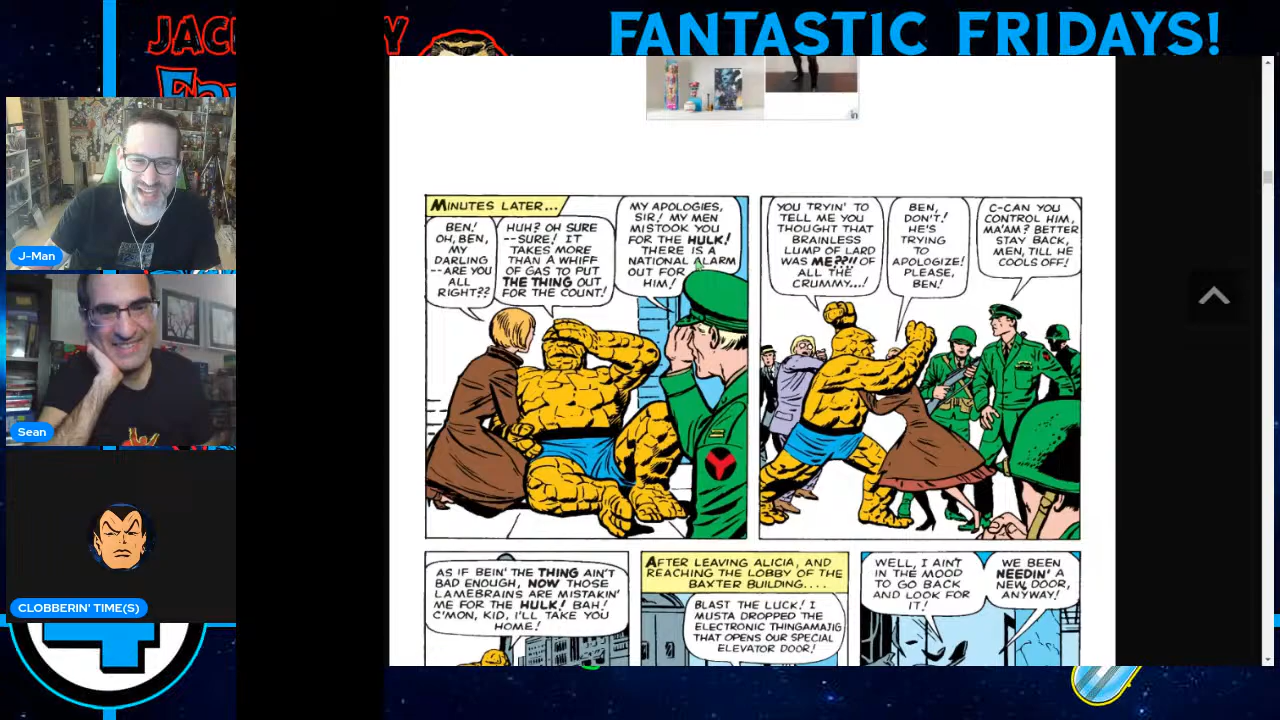 FANTASTIC FRIDAYS!
J-Man
Sean
CLOBBERIN' TIME(S)
MINUTES LATER...
BEN!
OH, BEN,
MY
DARLING
--ARE YOU
ALL
RIGHT??
HUH? OH SURE
--SURE! IT
TAKES MORE
THAN A WHIFF
OF GAS TO PUT
THE THING OUT
FOR THE COUNT!
MY APOLOGIES,
SIR! MY MEN
MISTOOK YOU
FOR THE HULK!
THERE IS A
NATIONAL ALARM
OUT FOR
HIM!
YOU TRYIN' TO
TELL ME YOU
THOUGHT THAT
BRAINLESS
LUMP OF LARD
WAS ME??!! OF
ALL THE
CRUMMY...!
BEN,
DON'T!
HE'S
TRYING
TO
APOLOGIZE!
PLEASE,
BEN!
C-CAN YOU
CONTROL HIM,
MA'AM? BETTER
STAY BACK,
MEN, TILL HE
COOLS OFF!
AS IF BEIN' THE THING AIN'T
BAD ENOUGH, NOW THOSE
LAMEBRAINS ARE MISTAKIN'
ME FOR THE HULK! BAH!
C'MON, KID, I'LL TAKE YOU
HOME!
AFTER LEAVING ALICIA, AND
REACHING THE LOBBY OF THE
BAXTER BUILDING....
BLAST THE LUCK! I
MUSTA DROPPED THE
ELECTRONIC THINGAMAJIG
THAT OPENS OUR SPECIAL
ELEVATOR DOOR!
WELL, I AIN'T
IN THE MOOD
TO GO BACK
AND LOOK FOR
IT!
WE BEEN
NEEDIN' A
NEW DOOR,
ANYWAY!